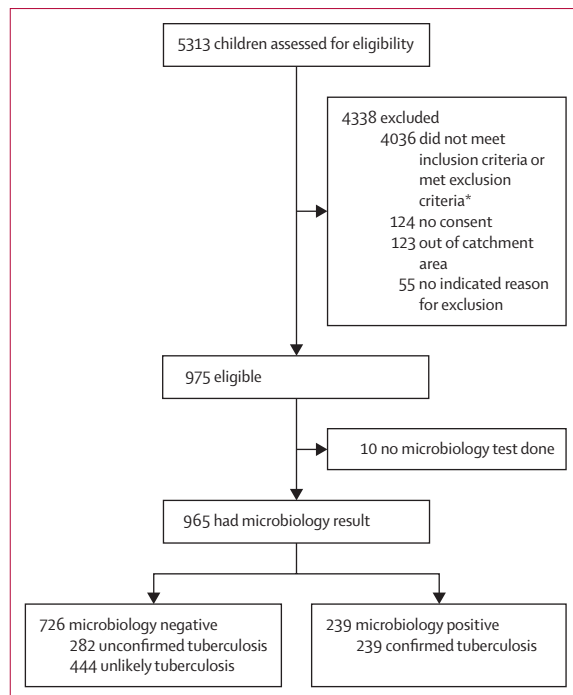 5313 children assessed for eligibility
4338 excluded
4036 did not meet
inclusion criteria or
met exclusion
criteria*
124 no consent
123 out of catchment
area
55 no indicated reason
for exclusion
975 eligible
10 no microbiology test done
965 had microbiology result
726 microbiology negative
282 unconfirmed tuberculosis
444 unlikely tuberculosis
239 microbiology positive
239 confirmed tuberculosis